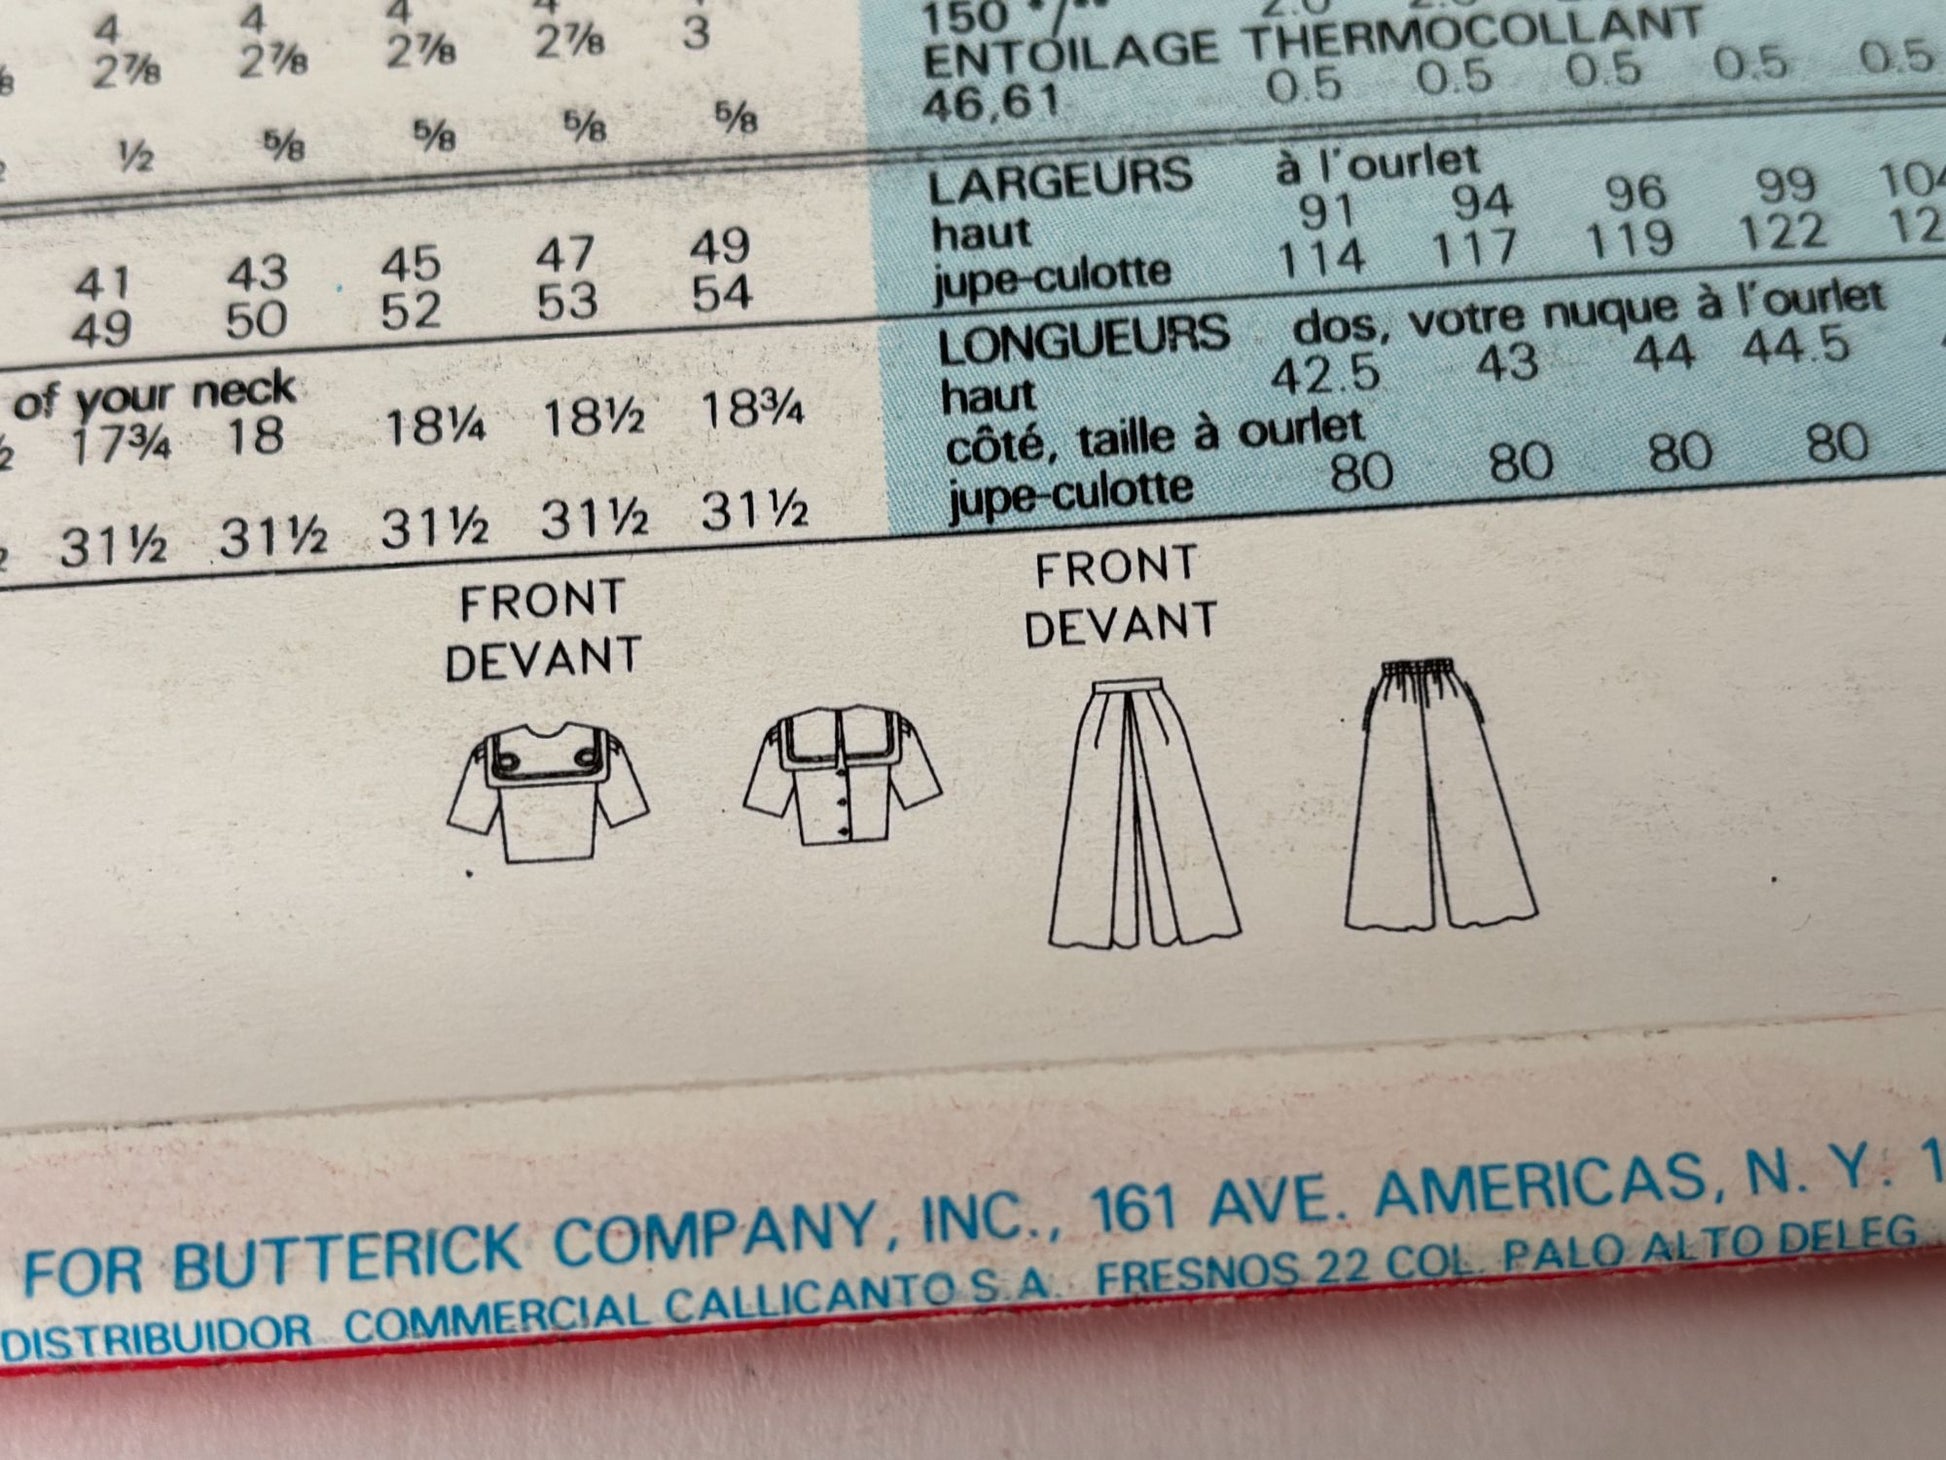 4 4 4 4
2⅞ 2⅞ 2⅞ 2⅞ 3
½ ⅝ ⅝ ⅝ ⅝
41 43 45 47 49
49 50 52 53 54
of your neck
17¾ 18 18¼ 18½ 18¾
31½ 31½ 31½ 31½ 31½
150 */**
ENTOILAGE THERMOCOLLANT
46,61 0.5 0.5 0.5 0.5 0.5
LARGEURS à l'ourlet
haut 91 94 96 99 104
jupe-culotte 114 117 119 122
LONGUEURS dos, votre nuque à l'ourlet
haut 42.5 43 44 44.5
côté, taille à ourlet
jupe-culotte 80 80 80 80
FRONT
DEVANT
FRONT
DEVANT
FOR BUTTERICK COMPANY, INC., 161 AVE. AMERICAS, N. Y. 1
DISTRIBUIDOR COMMERCIAL CALLICANTO S.A. FRESNOS 22 COL. PALO ALTO DELEG.